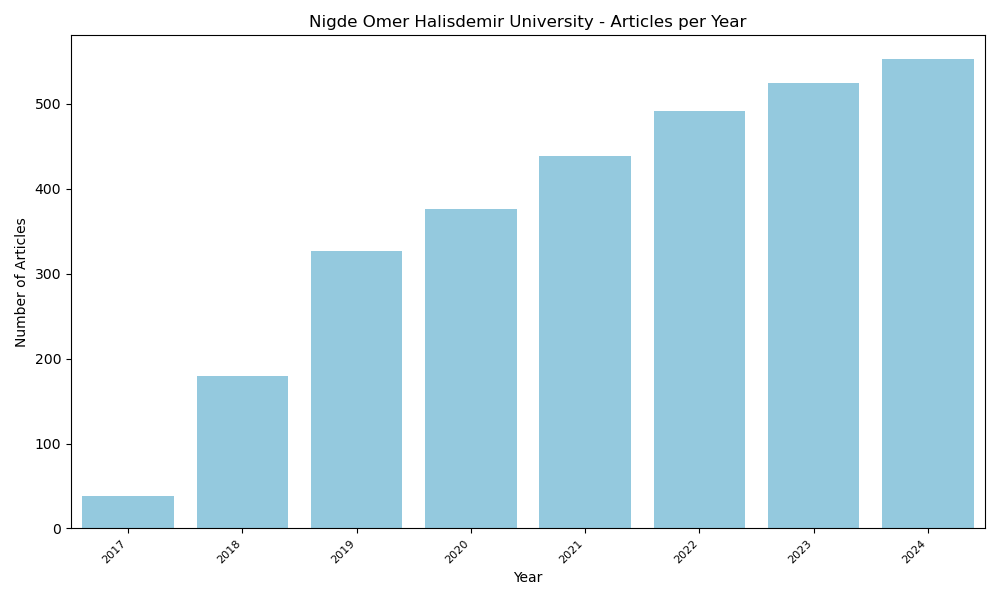 Nigde Omer Halisdemir University - Articles per Year
Number of Articles
500
400
300
200
100
0
2017 2018 2019 2020 2021 2022 2023 2024
Year